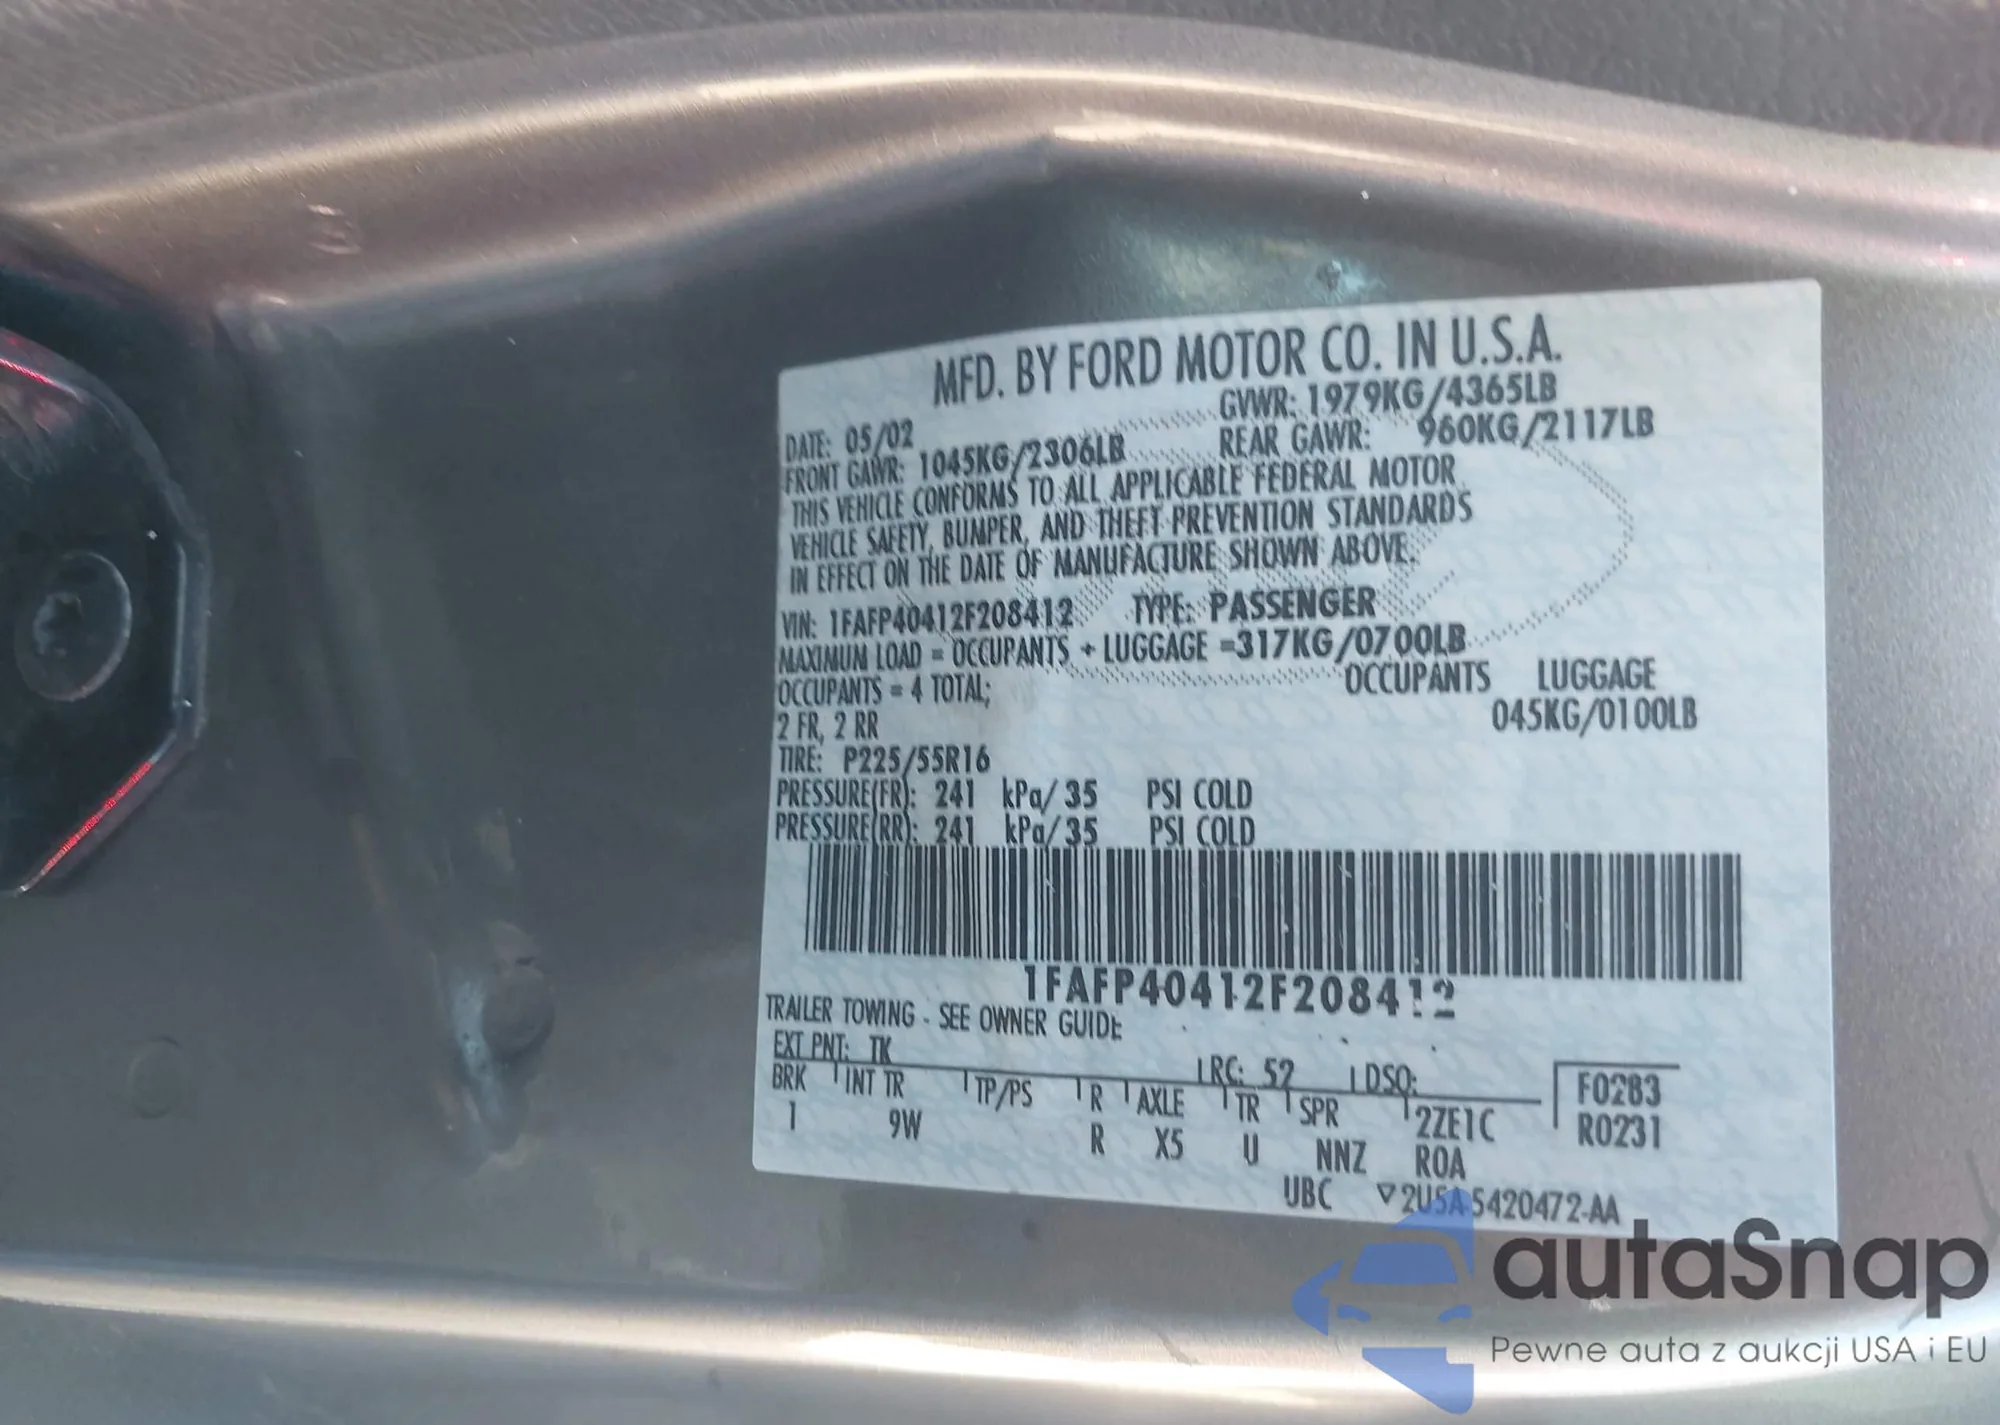 MFD. BY FORD MOTOR CO. IN U.S.A.
DATE: 05/02 GVWR: 1979KG/4365LB
FRONT GAWR: 1045KG/2306LB REAR GAWR: 960KG/2117LB
THIS VEHICLE CONFORMS TO ALL APPLICABLE FEDERAL MOTOR
VEHICLE SAFETY, BUMPER, AND THEFT PREVENTION STANDARDS
IN EFFECT ON THE DATE OF MANUFACTURE SHOWN ABOVE.
VIN: 1FAFP40412F208412 TYPE: PASSENGER
MAXIMUM LOAD = OCCUPANTS + LUGGAGE =317KG/0700LB
OCCUPANTS = 4 TOTAL; OCCUPANTS LUGGAGE
2 FR, 2 RR 045KG/0100LB
TIRE: P225/55R16
PRESSURE(FR): 241 kPa/35 PSI COLD
PRESSURE(RR): 241 kPa/35 PSI COLD
1FAFP40412F208412
TRAILER TOWING - SEE OWNER GUIDE
EXT PNT: TK RC: 52 DSO: F0283
BRK INT TR TP/PS R AXLE TR SPR 2ZE1C R0231
1 9W R X5 U NNZ ROA
UBC ▽2U5A-5420472-AA
autaSnap
Pewne auta z aukcji USA i EU